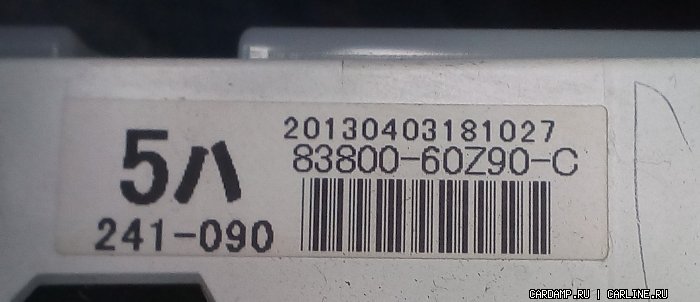 20130403181027
5ハ
83800-60Z90-C
241-090
CARDAMP.RU | CARLINE.RU